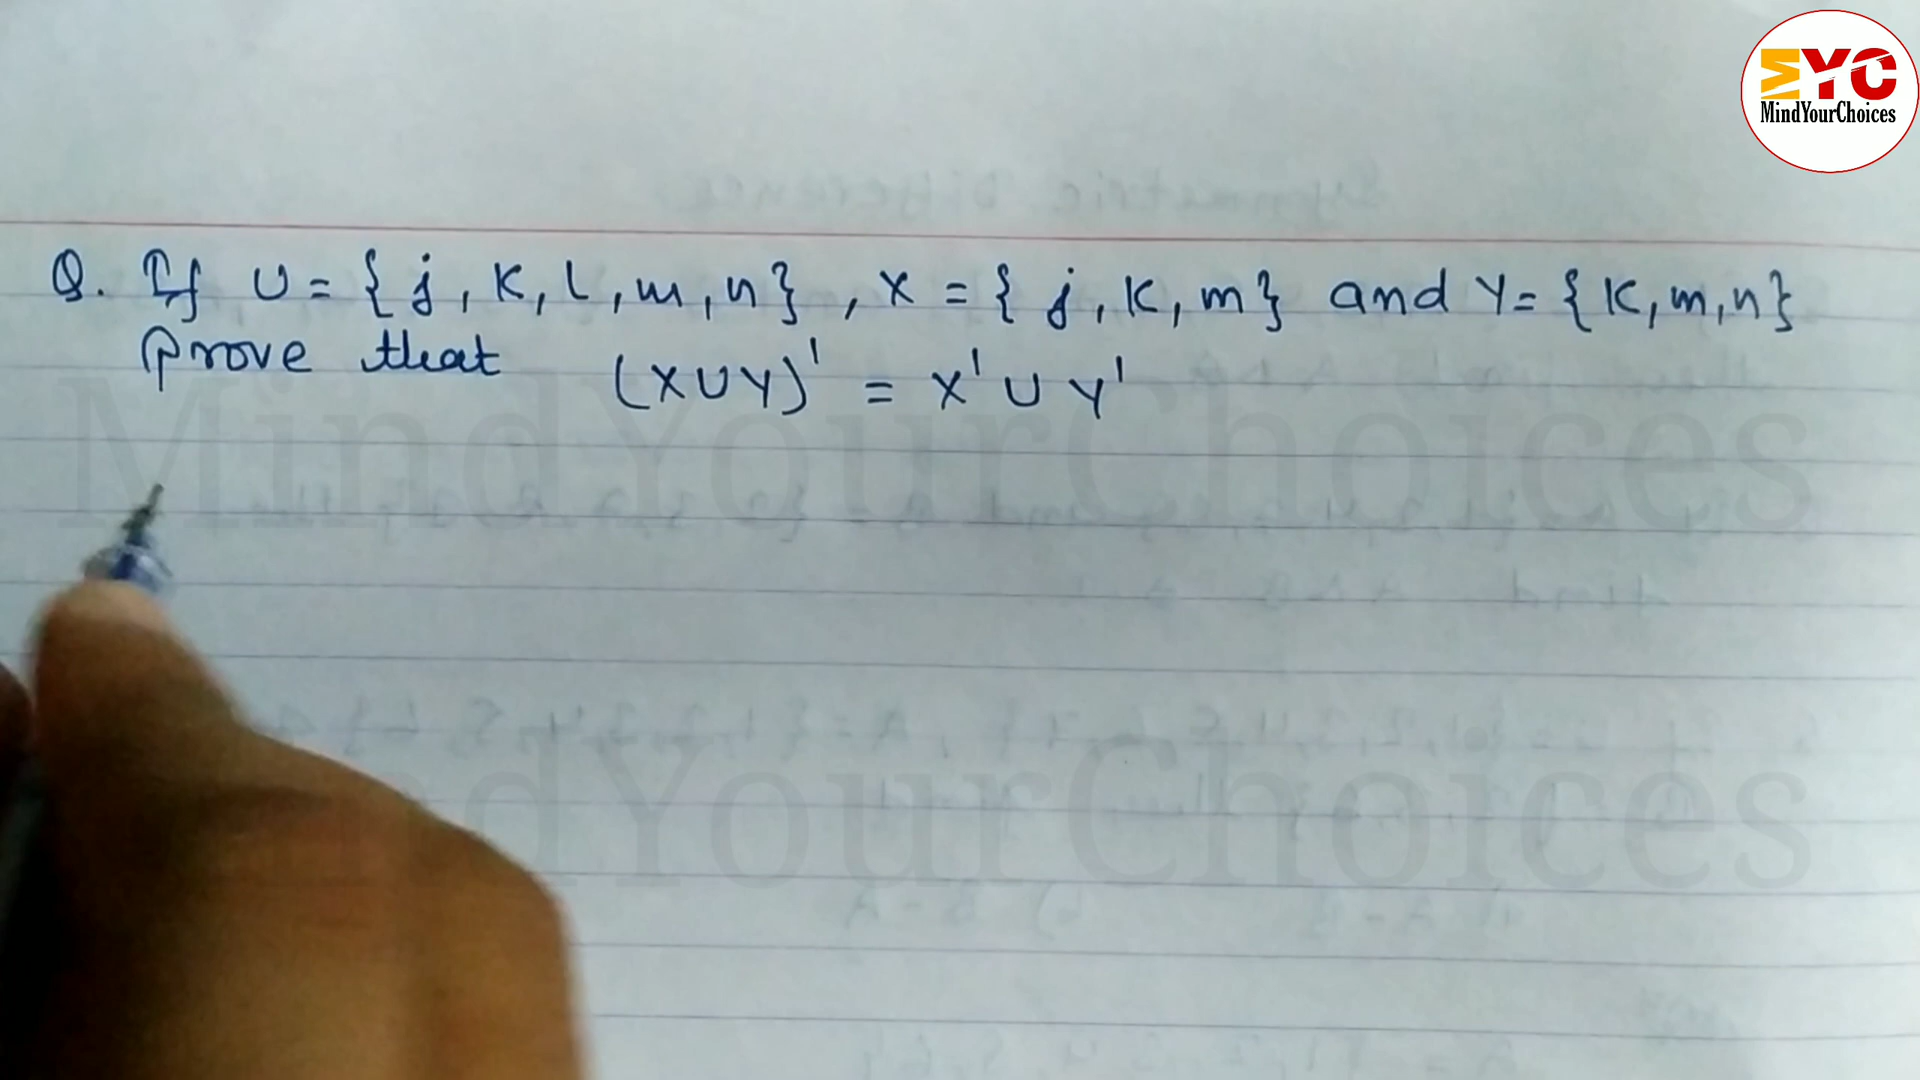 MYC
MindYourChoices
Q. If U = { j, K, l, m, n} , X = { j, K, m} and Y = { K, m, n}
Prove that (X∪Y)' = X' ∪ Y'
MindYourChoices
MindYourChoices